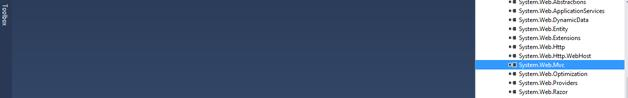 Toolbox
System.Web.Abstractions
System.Web.ApplicationServices
System.Web.DynamicData
System.Web.Entity
System.Web.Extensions
System.Web.Http
System.Web.Http.WebHost
System.Web.Mvc
System.Web.Optimization
System.Web.Providers
System.Web.Razor